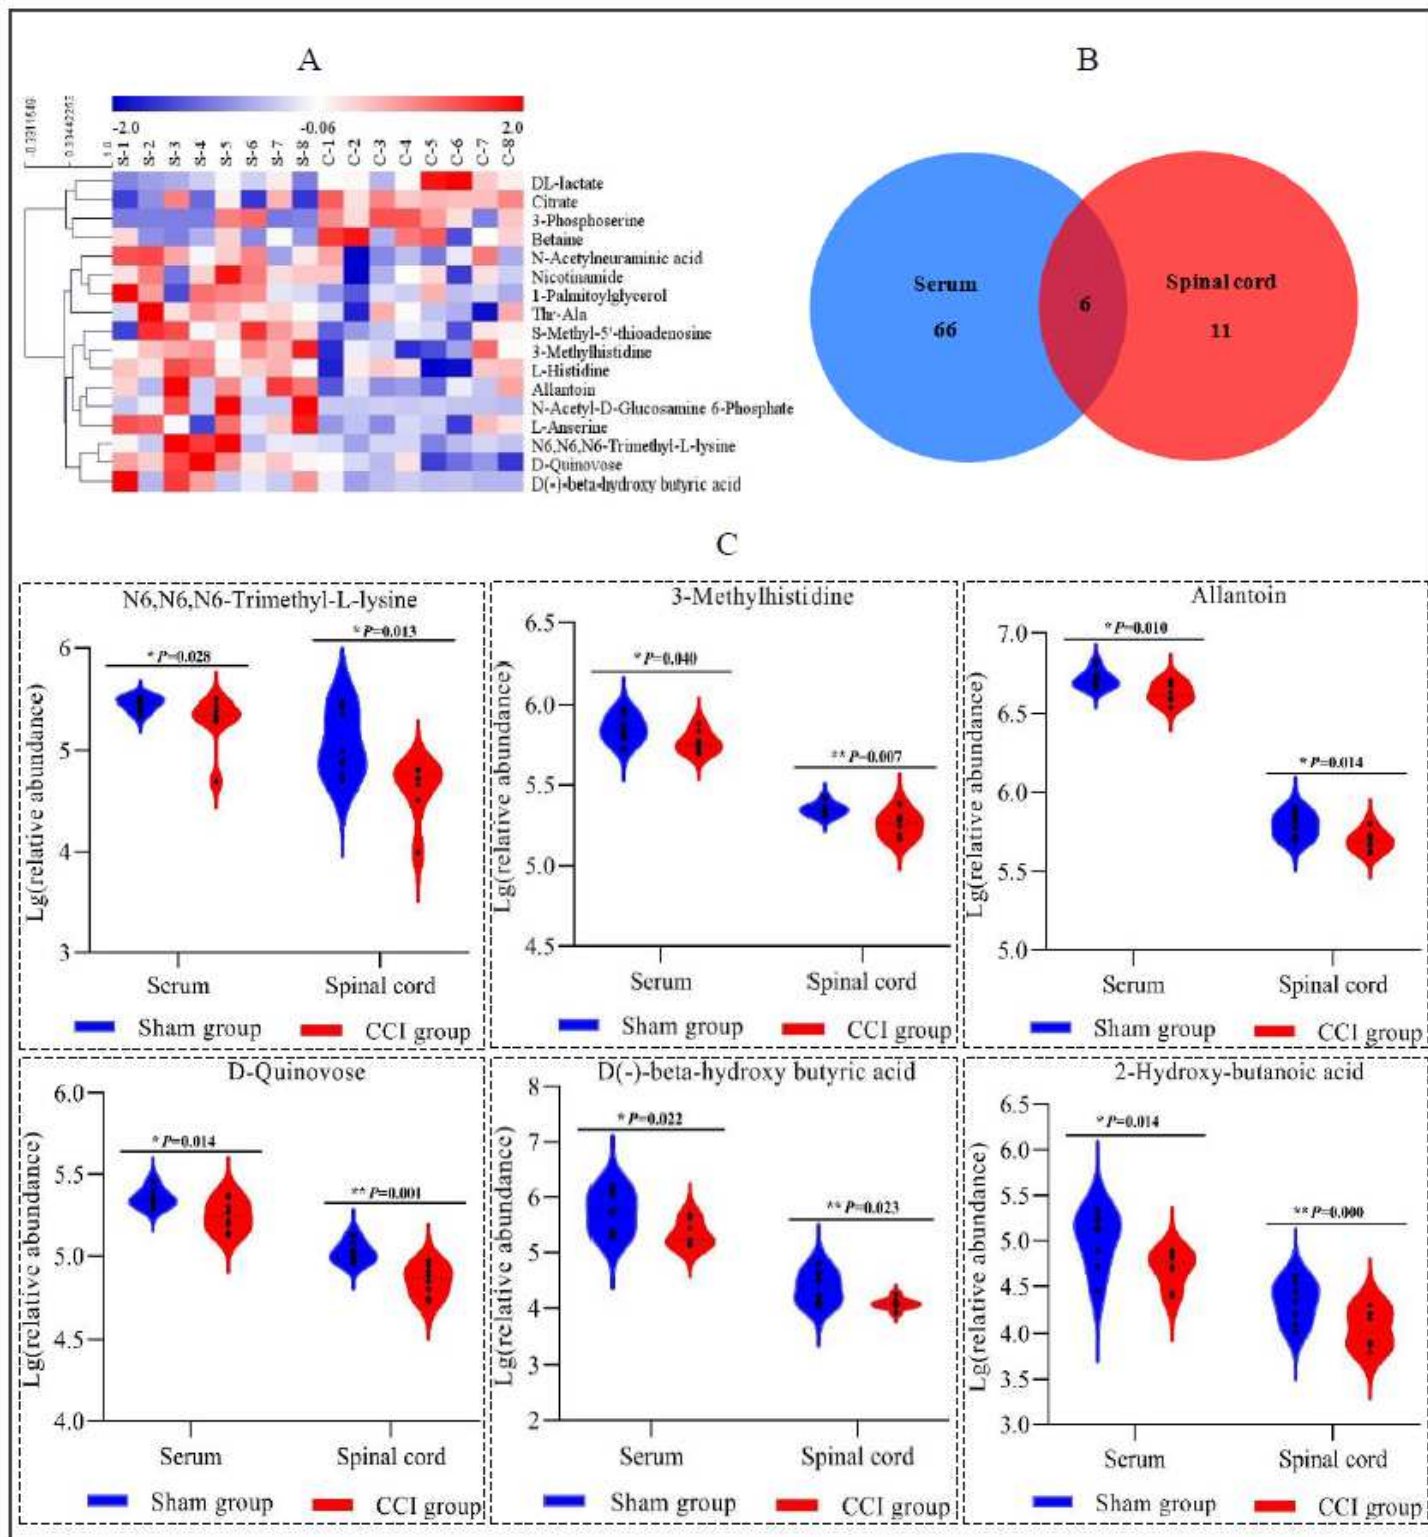 A
B
-2.0
-0.06
2.0
1.0
S-1
S-2
S-3
S-4
S-5
S-6
S-7
S-8
C-1
C-2
C-3
C-4
C-5
C-6
C-7
C-8
DL-lactate
Citrate
3-Phosphoserine
Betaine
N-Acetylneuraminic acid
Nicotinamide
1-Palmitoylglycerol
Thr-Ala
S-Methyl-5'-thioadenosine
3-Methylhistidine
L-Histidine
Allantoin
N-Acetyl-D-Glucosamine 6-Phosphate
L-Anserine
N6,N6,N6-Trimethyl-L-lysine
D-Quinovose
D(-)-beta-hydroxy butyric acid
Serum
66
6
Spinal cord
11
C
N6,N6,N6-Trimethyl-L-lysine
Lg(relative abundance)
6
5
4
3
* P=0.028
* P=0.013
Serum
Spinal cord
Sham group
CCI group
3-Methylhistidine
Lg(relative abundance)
6.5
6.0
5.5
5.0
4.5
* P=0.040
** P=0.007
Serum
Spinal cord
Sham group
CCI group
Allantoin
Lg(relative abundance)
7.0
6.5
6.0
5.5
5.0
* P=0.010
* P=0.014
Serum
Spinal cord
Sham group
CCI group
D-Quinovose
Lg(relative abundance)
6.0
5.5
5.0
4.5
4.0
* P=0.014
** P=0.001
Serum
Spinal cord
Sham group
CCI group
D(-)-beta-hydroxy butyric acid
Lg(relative abundance)
8
7
6
5
4
3
2
* P=0.022
** P=0.023
Serum
Spinal cord
Sham group
CCI group
2-Hydroxy-butanoic acid
Lg(relative abundance)
6.5
6.0
5.5
5.0
4.5
4.0
3.5
3.0
* P=0.014
** P=0.000
Serum
Spinal cord
Sham group
CCI group